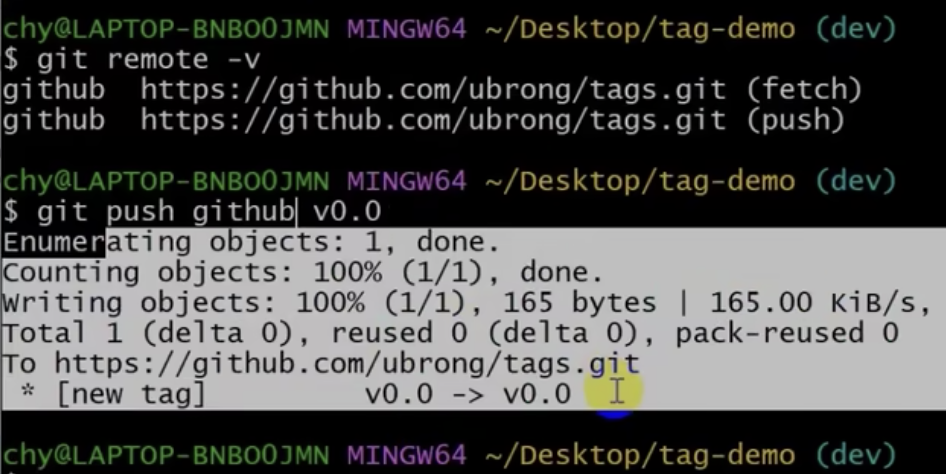 chy@LAPTOP-BNBO0JMN MINGW64 ~/Desktop/tag-demo (dev)
$ git remote -v
github  https://github.com/ubrong/tags.git (fetch)
github  https://github.com/ubrong/tags.git (push)
chy@LAPTOP-BNBO0JMN MINGW64 ~/Desktop/tag-demo (dev)
$ git push github v0.0
Enumerating objects: 1, done.
Counting objects: 100% (1/1), done.
Writing objects: 100% (1/1), 165 bytes | 165.00 KiB/s,
Total 1 (delta 0), reused 0 (delta 0), pack-reused 0
To https://github.com/ubrong/tags.git
 * [new tag]         v0.0 -> v0.0
chy@LAPTOP-BNBO0JMN MINGW64 ~/Desktop/tag-demo (dev)